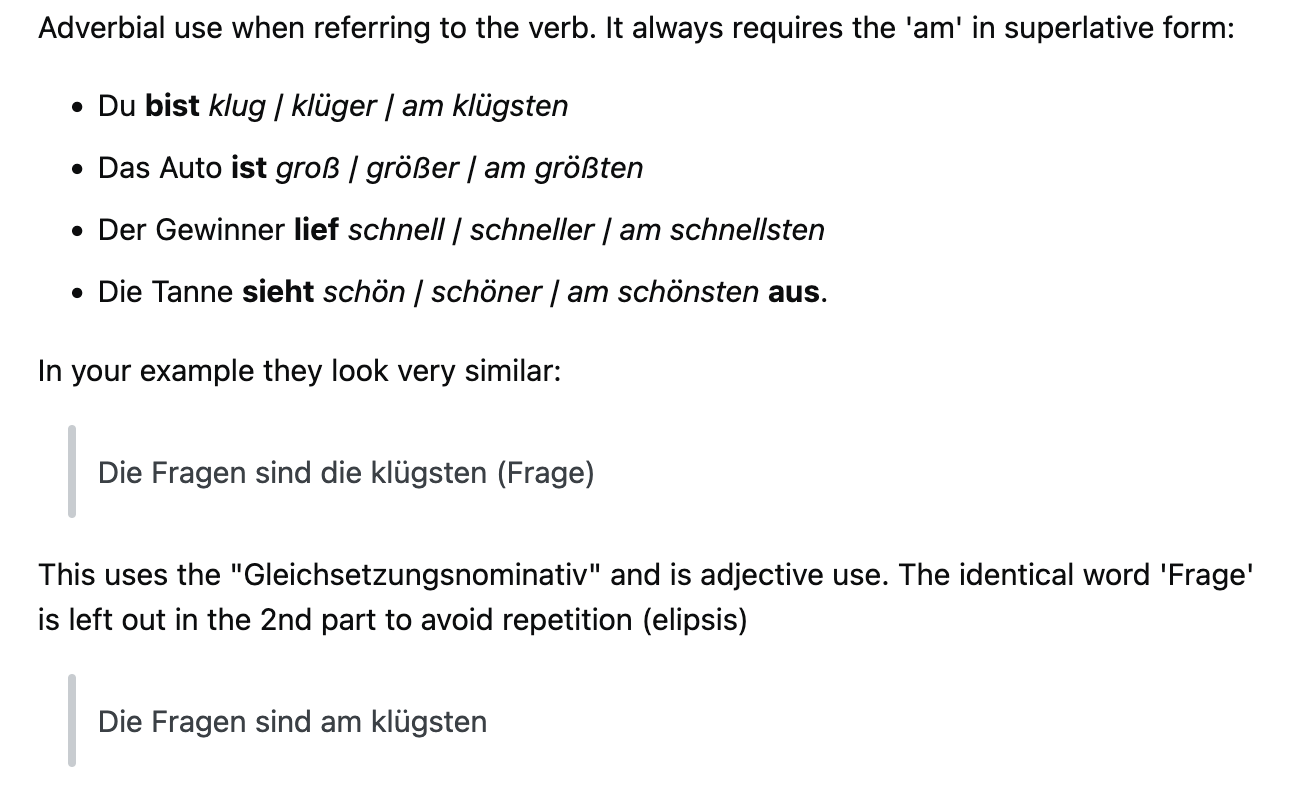 Adverbial use when referring to the verb. It always requires the 'am' in superlative form:
• Du bist klug / klüger / am klügsten
• Das Auto ist groß / größer / am größten
• Der Gewinner lief schnell / schneller / am schnellsten
• Die Tanne sieht schön / schöner / am schönsten aus.
In your example they look very similar:
Die Fragen sind die klügsten (Frage)
This uses the "Gleichsetzungsnominativ" and is adjective use. The identical word 'Frage'
is left out in the 2nd part to avoid repetition (elipsis)
Die Fragen sind am klügsten